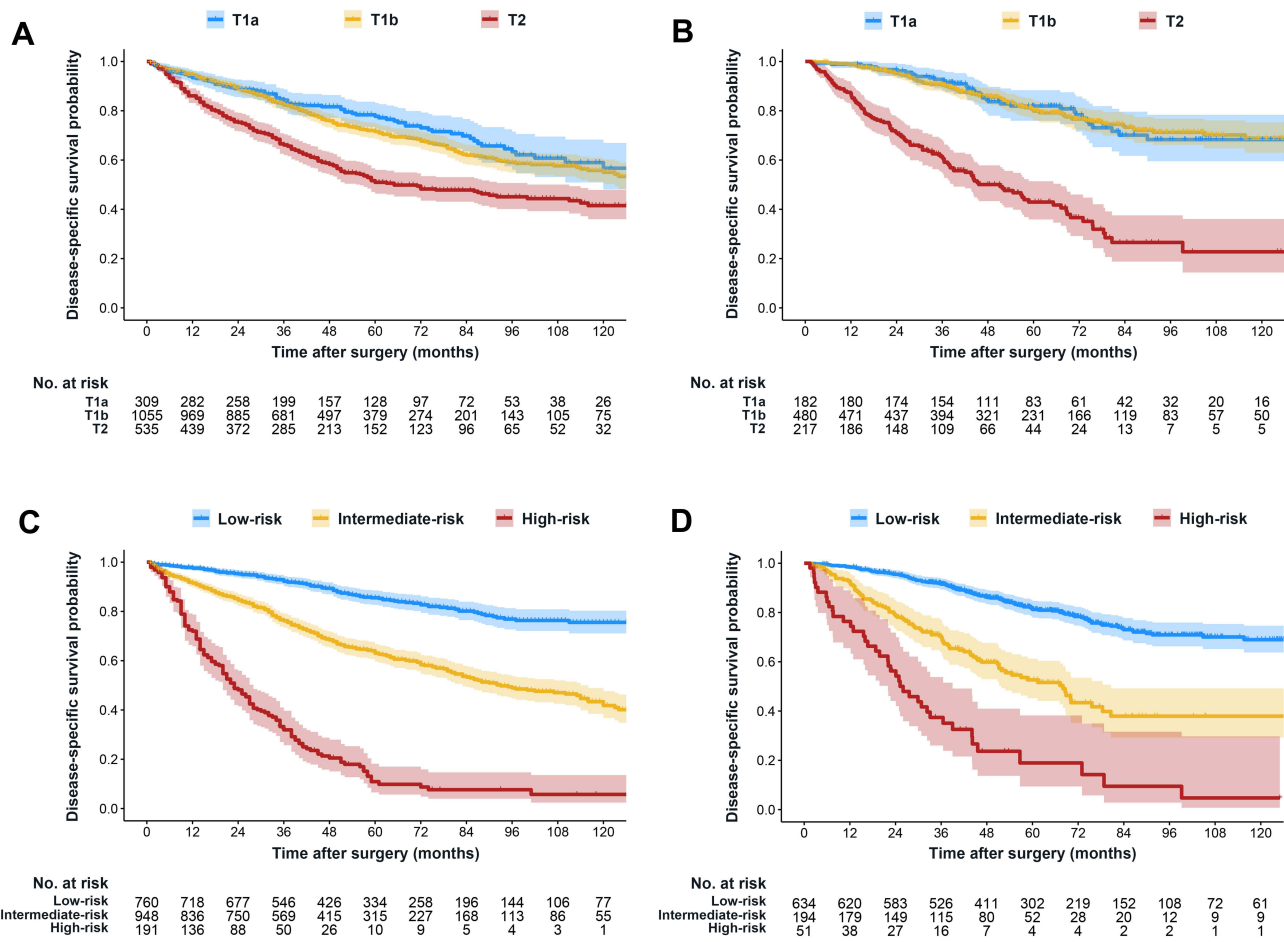 A
T1a T1b T2
Disease-specific survival probability
1.0
0.8
0.6
0.4
0.2
0.0
0 12 24 36 48 60 72 84 96 108 120
Time after surgery (months)
No. at risk
T1a 309 282 258 199 157 128 97 72 53 38 26
T1b 1055 969 885 681 497 379 274 201 143 105 75
T2 535 439 372 285 213 152 123 96 65 52 32
B
T1a T1b T2
Disease-specific survival probability
1.0
0.8
0.6
0.4
0.2
0.0
0 12 24 36 48 60 72 84 96 108 120
Time after surgery (months)
No. at risk
T1a 182 180 174 154 111 83 61 42 32 20 16
T1b 480 471 437 394 321 231 166 119 83 57 50
T2 217 186 148 109 66 44 24 13 7 5 5
C
Low-risk Intermediate-risk High-risk
Disease-specific survival probability
1.0
0.8
0.6
0.4
0.2
0.0
0 12 24 36 48 60 72 84 96 108 120
Time after surgery (months)
No. at risk
Low-risk 760 718 677 546 426 334 258 196 144 106 77
Intermediate-risk 948 836 750 569 415 315 227 168 113 86 55
High-risk 191 136 88 50 26 10 9 5 4 3 1
D
Low-risk Intermediate-risk High-risk
Disease-specific survival probability
1.0
0.8
0.6
0.4
0.2
0.0
0 12 24 36 48 60 72 84 96 108 120
Time after surgery (months)
No. at risk
Low-risk 634 620 583 526 411 302 219 152 108 72 61
Intermediate-risk 194 179 149 115 80 52 28 20 12 9 9
High-risk 51 38 27 16 7 4 4 2 2 1 1